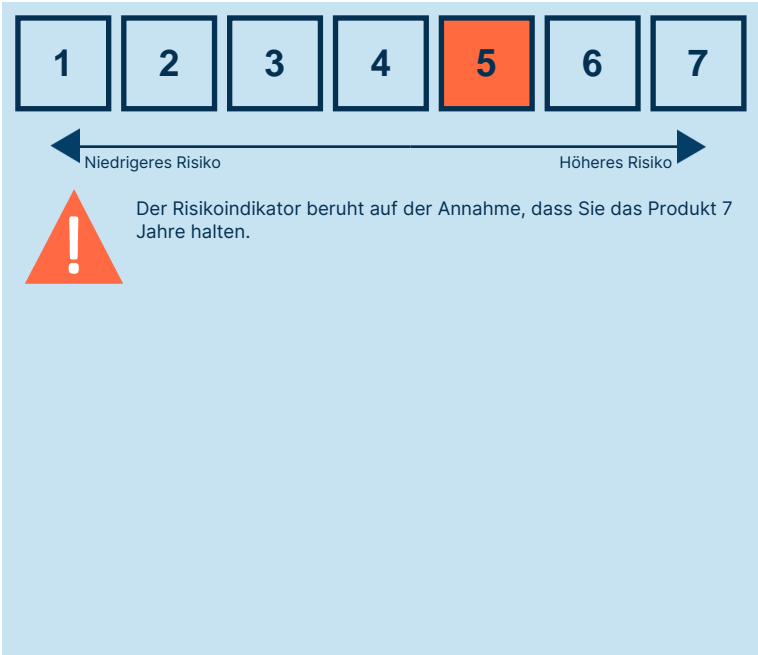 1 2 3 4 5 6 7
Niedrigeres Risiko Höheres Risiko
!
Der Risikoindikator beruht auf der Annahme, dass Sie das Produkt 7
Jahre halten.